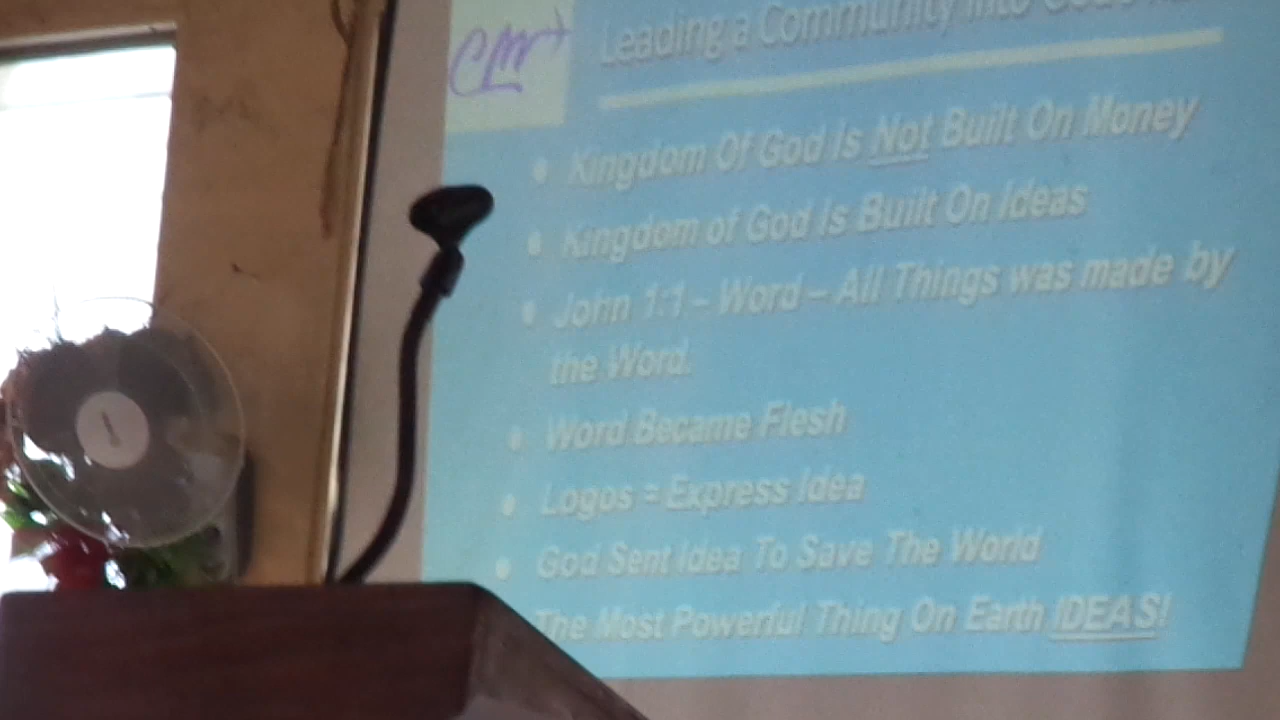 Leading a Community into
Kingdom Of God Is Not Built On Money
Kingdom of God Is Built On Ideas
John 1:1 – Word – All Things was made by
the Word.
Word Became Flesh
Logos = Express Idea
God Sent Idea To Save The World
The Most Powerful Thing On Earth IDEAS!